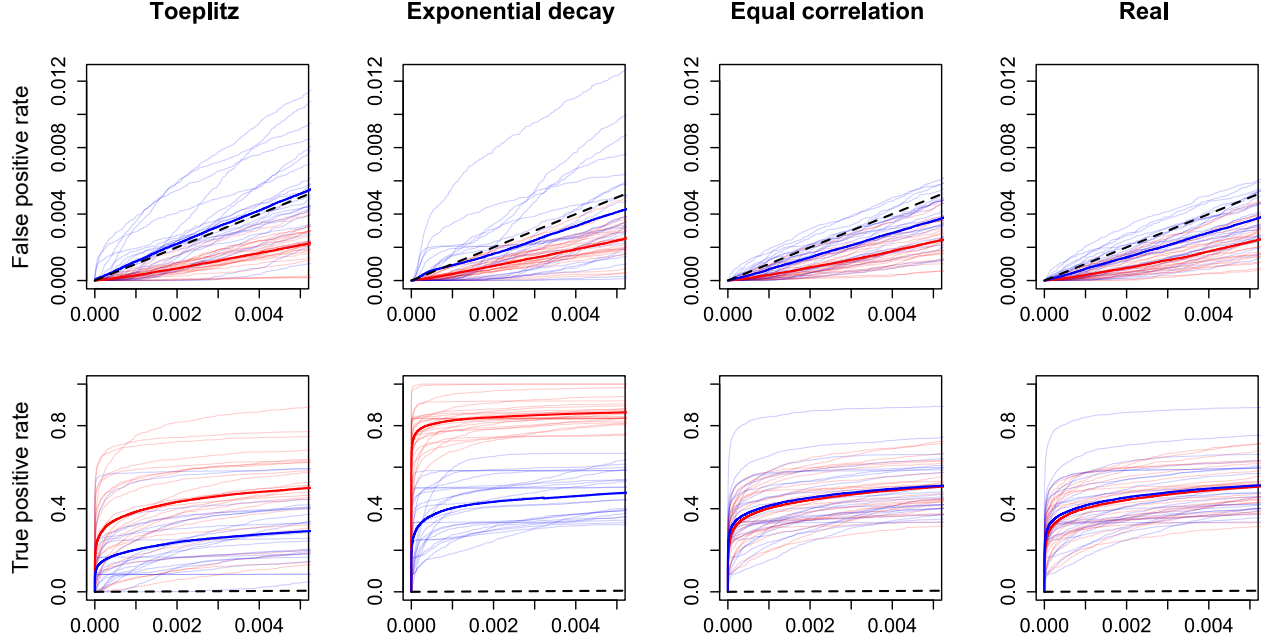 Toeplitz Exponential decay Equal correlation Real
False positive rate
0.012 0.012 0.012 0.012
0.008 0.008 0.008 0.008
0.004 0.004 0.004 0.004
0.000 0.000 0.000 0.000
0.000 0.002 0.004 0.000 0.002 0.004 0.000 0.002 0.004 0.000 0.002 0.004
True positive rate
0.8 0.8 0.8 0.8
0.4 0.4 0.4 0.4
0.0 0.0 0.0 0.0
0.000 0.002 0.004 0.000 0.002 0.004 0.000 0.002 0.004 0.000 0.002 0.004